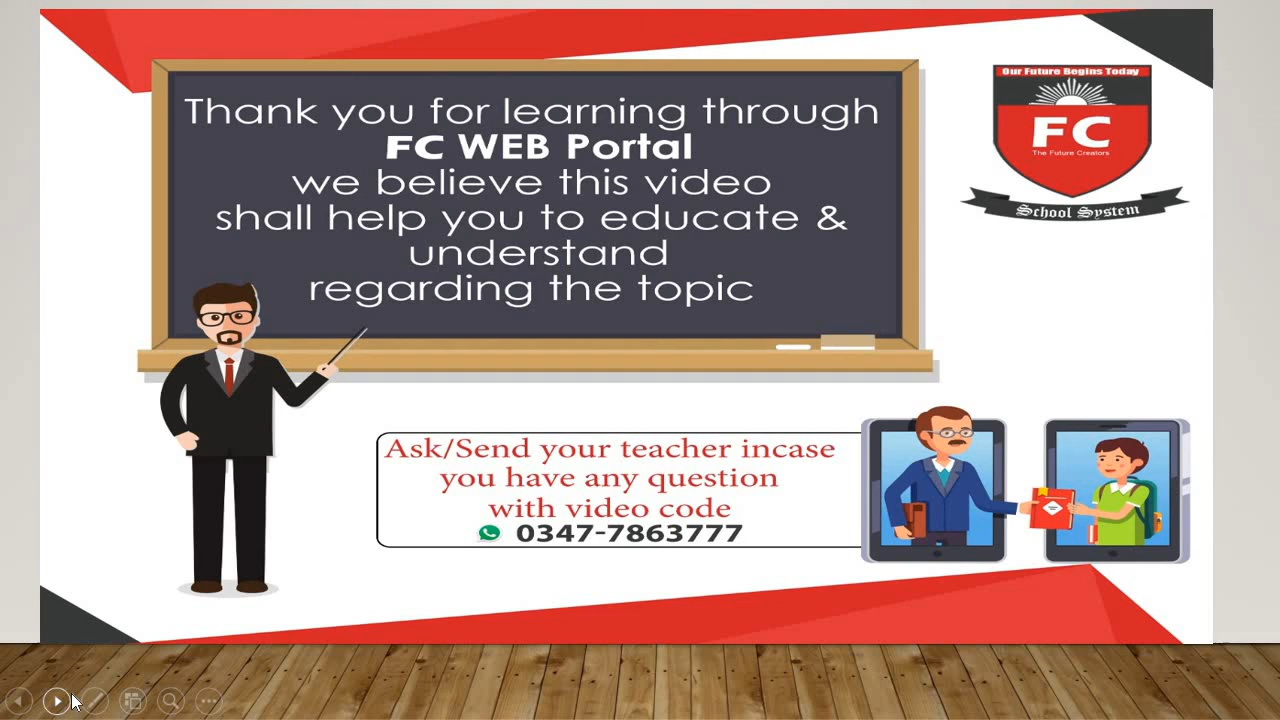 Thank you for learning through
FC WEB Portal
we believe this video
shall help you to educate &
understand
regarding the topic
Our Future Begins Today
FC
The Future Creators
School System
Ask/Send your teacher incase
you have any question
with video code
0347-7863777